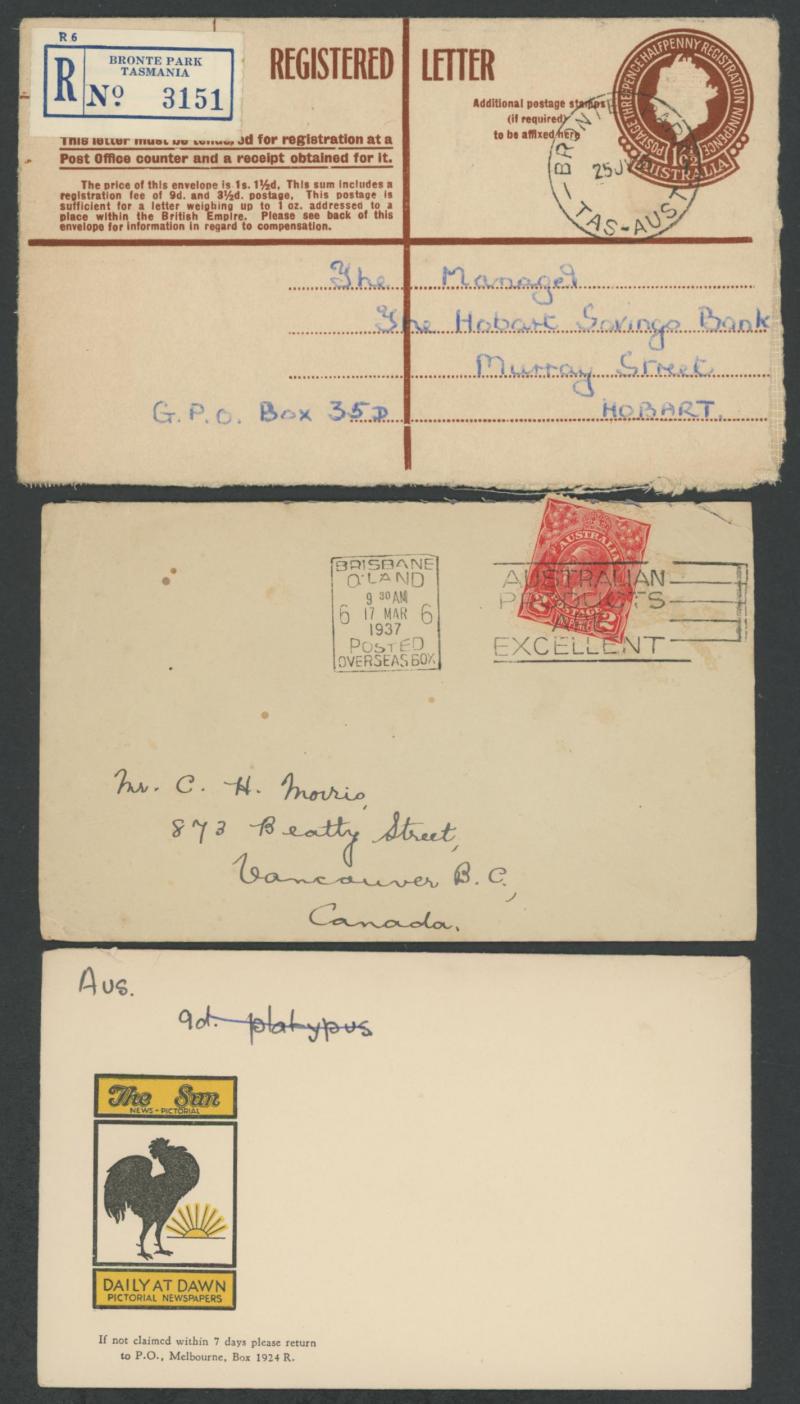 R 6
BRONTE PARK
TASMANIA
R No 3151
REGISTERED LETTER
Additional postage stamps
(if required)
to be affixed here
POSTAGE THREEPENCE HALFPENNY REGISTRATION NINEPENCE
AUSTRALIA
BRONTE PARK
25 JY
TAS-AUST
This letter must be for registration at a
Post Office counter and a receipt obtained for it.
The price of this envelope is 1s. 1½d. This sum includes a
registration fee of 9d. and 3½d. postage. This postage is
sufficient for a letter weighing up to 1 oz. addressed to a
place within the British Empire. Please see back of this
envelope for information in regard to compensation.
The Manager
The Hobart Savings Bank
Murray Street
G.P.O. Box 35D HOBART.
BRISBANE
Q'LAND
9 30 AM
6 17 MAR 6
1937
POSTED
OVERSEAS BOX
AUSTRALIA
2 POSTAGE 2
AUSTRALIAN
PRODUCTS
ARE
EXCELLENT
Mr. C. H. Morris,
873 Beatty Street,
Vancouver B.C.,
Canada.
Aus.
9d. platypus
The Sun
NEWS-PICTORIAL
DAILY AT DAWN
PICTORIAL NEWSPAPERS
If not claimed within 7 days please return
to P.O., Melbourne, Box 1924 R.